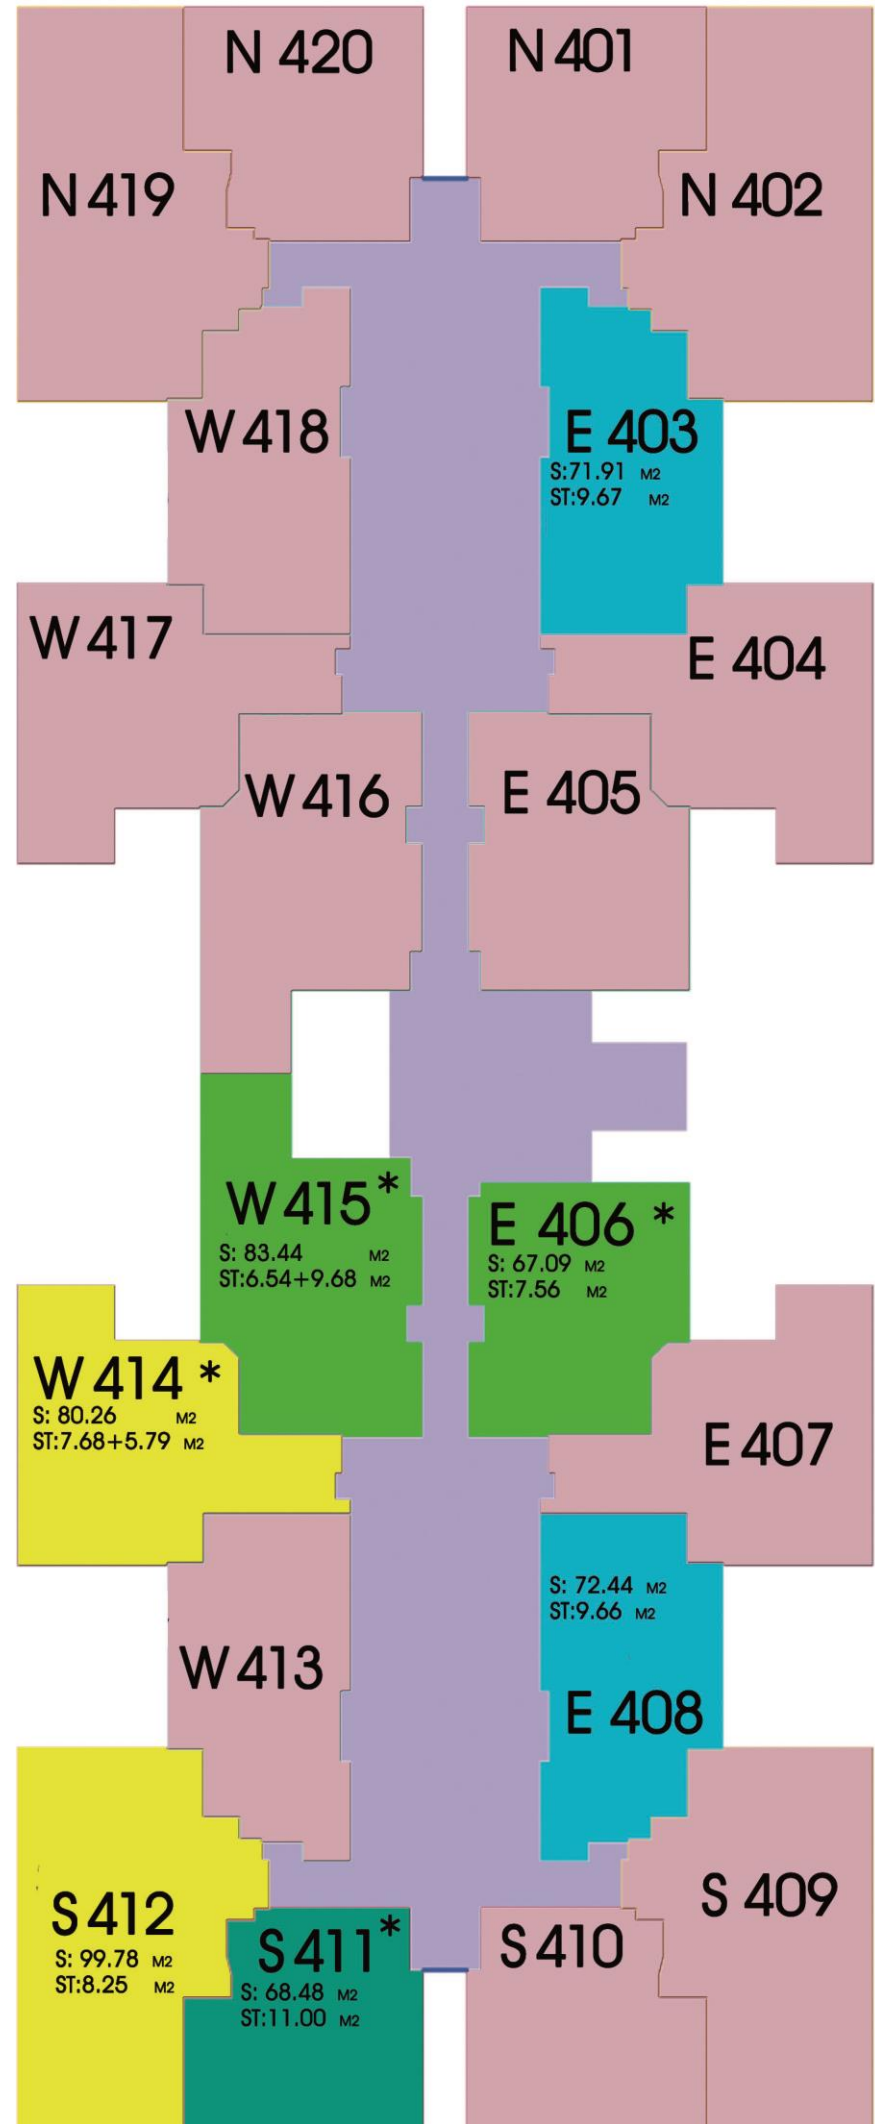 N 420
N 401
N 419
N 402
W 418
E 403
S:71.91 M2
ST:9.67 M2
W 417
E 404
W 416
E 405
W 415*
S: 83.44 M2
ST:6.54+9.68 M2
E 406 *
S: 67.09 M2
ST:7.56 M2
W 414 *
S: 80.26 M2
ST:7.68+5.79 M2
E 407
S: 72.44 M2
ST:9.66 M2
E 408
W 413
S 412
S: 99.78 M2
ST:8.25 M2
S 411*
S: 68.48 M2
ST:11.00 M2
S 410
S 409